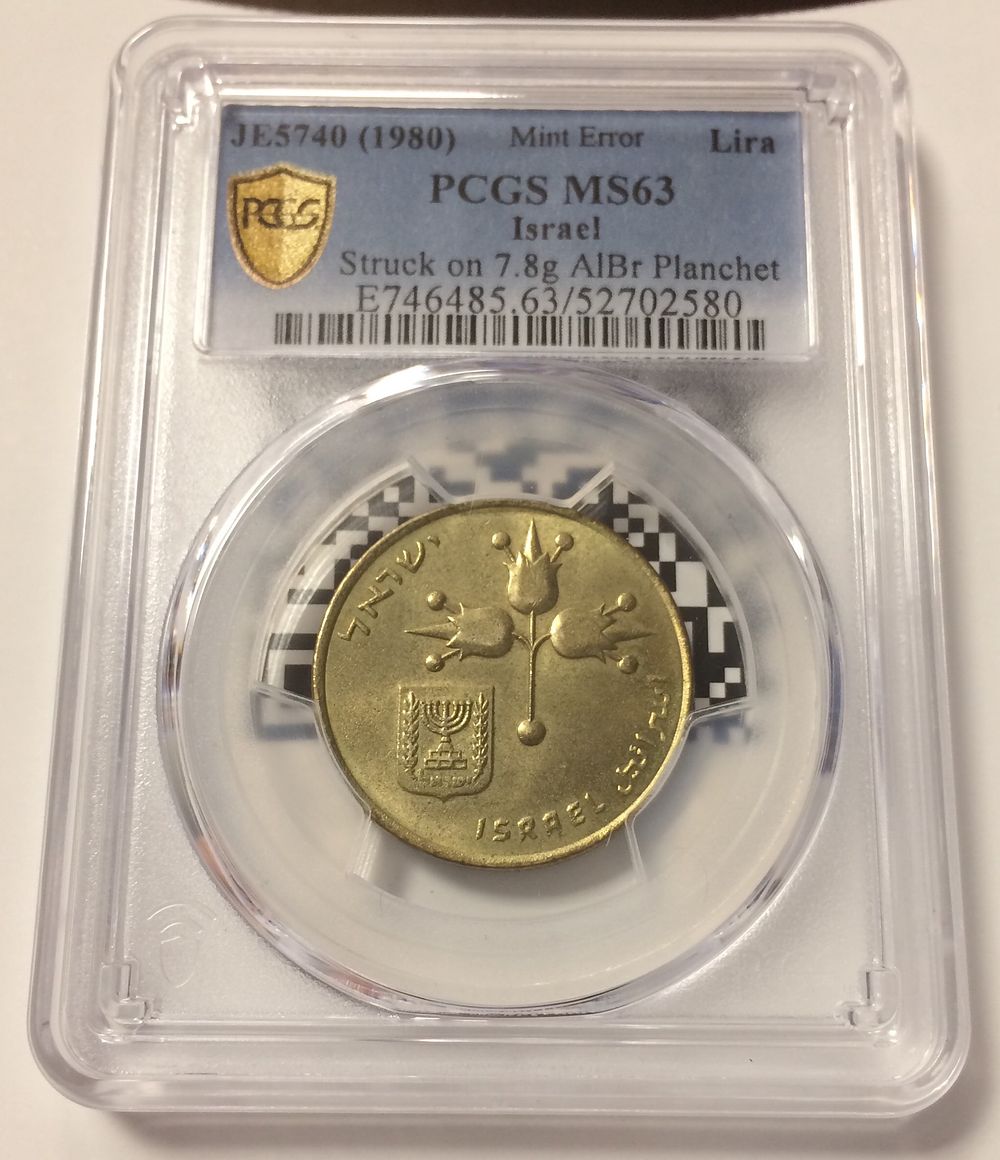 JE5740 (1980) Mint Error Lira
PCGS MS63
PCGS
Israel
Struck on 7.8g AlBr Planchet
E746485.63/52702580
ישראל
ISRAEL